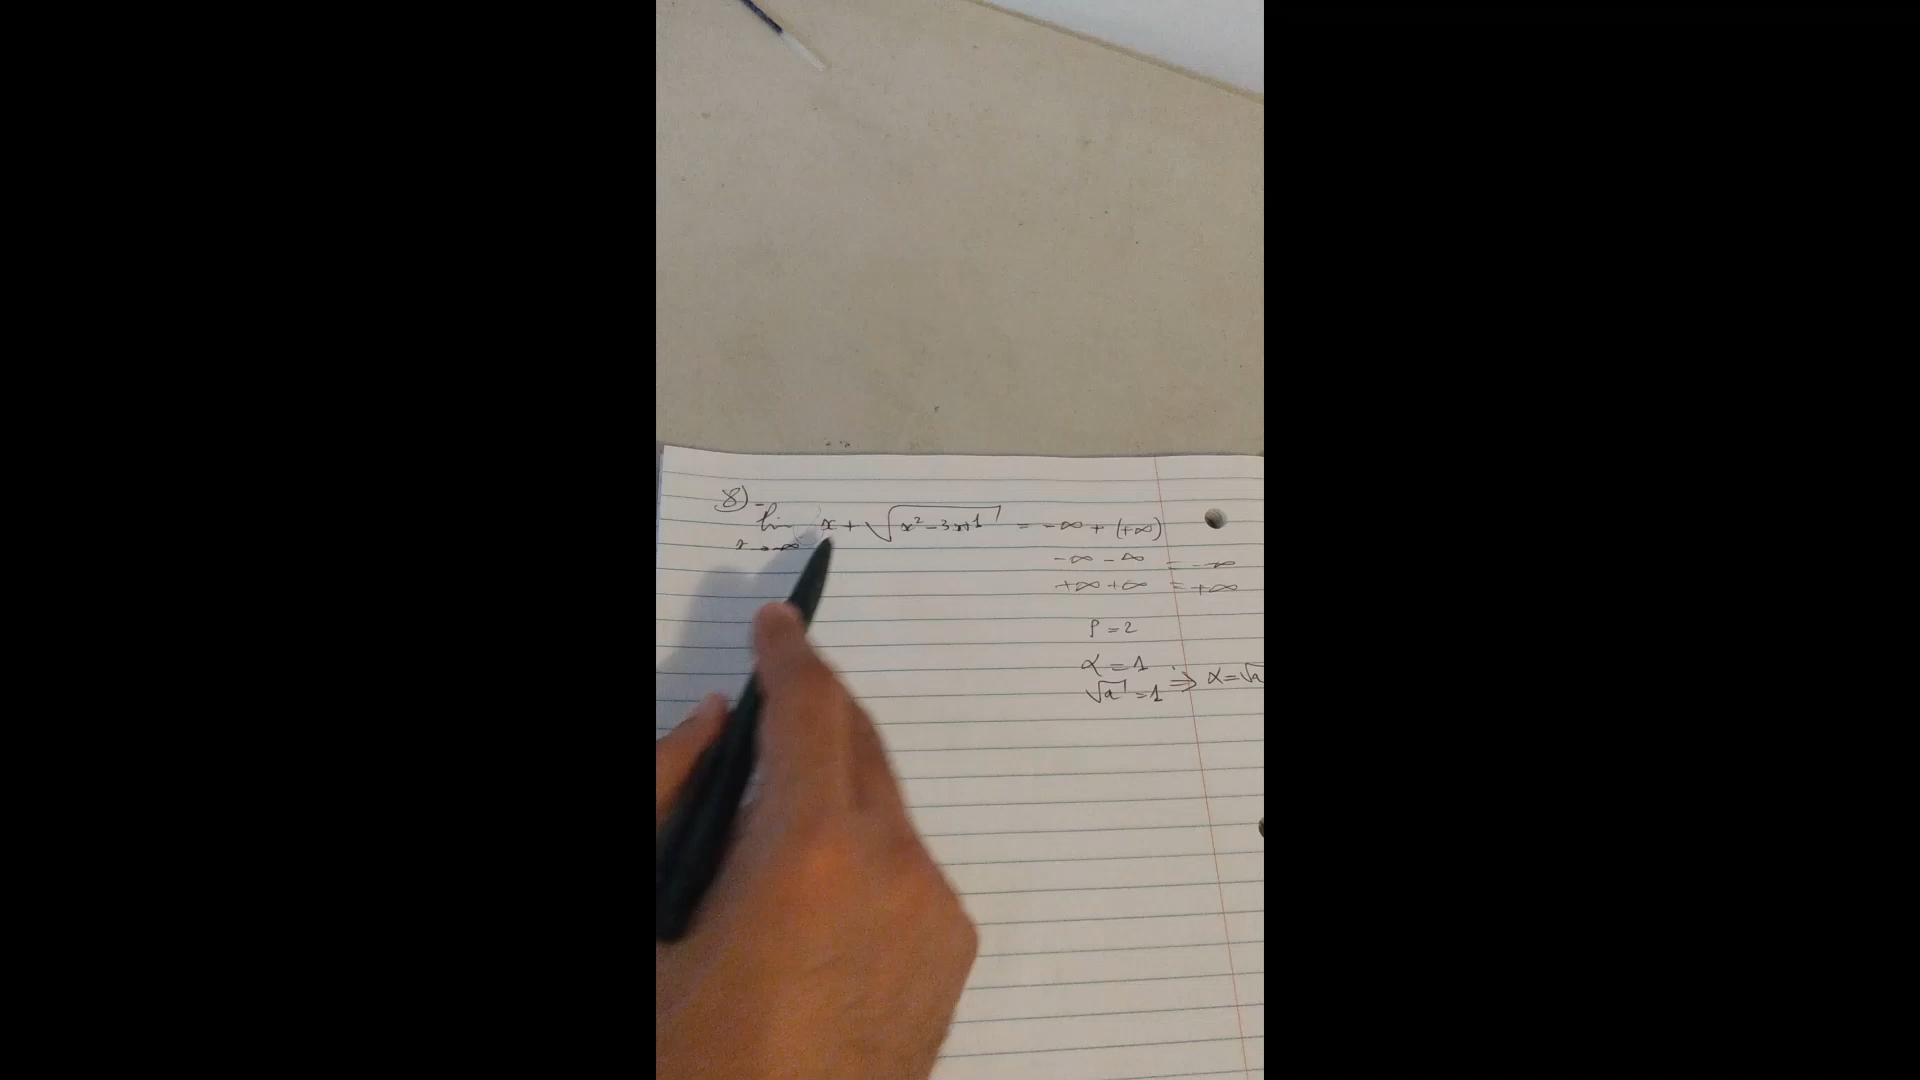 8)-
lim x + √(x² - 3x+1) = -∞ + (+∞)
x→-∞
-∞ -∞ = -∞
+∞ +∞ = +∞
P = 2
α = 1
√a = 1 ⇒ α = √a